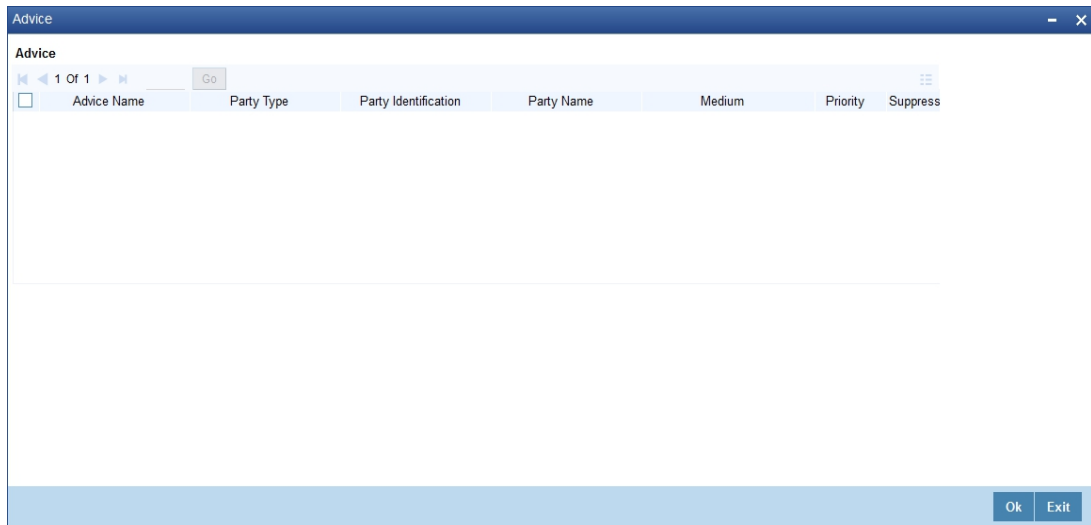 Advice
Advice
1 Of 1 Go
Advice Name Party Type Party Identification Party Name Medium Priority Suppress
Ok Exit